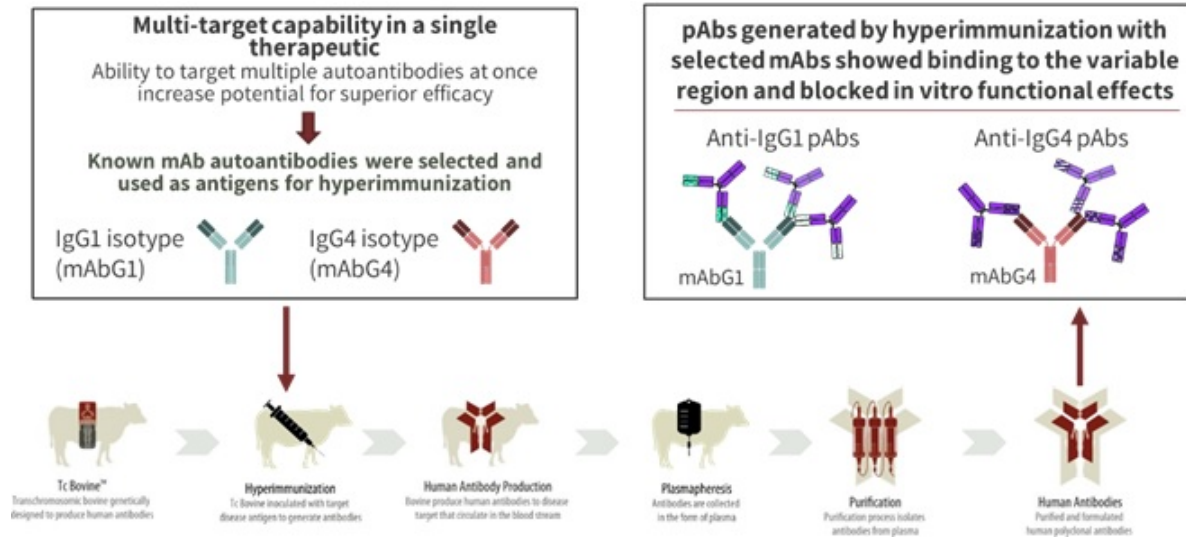 Multi-target capability in a single
therapeutic
Ability to target multiple autoantibodies at once
increase potential for superior efficacy
Known mAb autoantibodies were selected and
used as antigens for hyperimmunization
IgG1 isotype
(mAbG1)
IgG4 isotype
(mAbG4)
pAbs generated by hyperimmunization with
selected mAbs showed binding to the variable
region and blocked in vitro functional effects
Anti-IgG1 pAbs
Anti-IgG4 pAbs
mAbG1
mAbG4
Tc Bovine™
Transchromosomic bovine genetically
designed to produce human antibodies
Hyperimmunization
Tc Bovine inoculated with target
disease antigen to generate antibodies
Human Antibody Production
Bovine produce human antibodies to disease
target that circulate in the blood stream
Plasmapheresis
Antibodies are collected
in the form of plasma
Purification
Purification process isolates
antibodies from plasma
Human Antibodies
Purified and formulated
human polyclonal antibodies